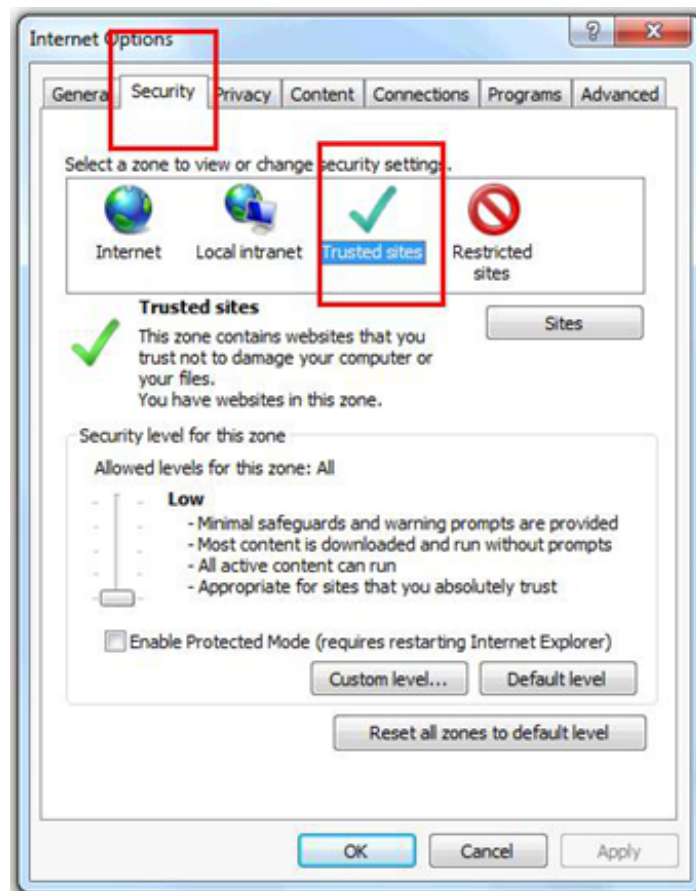 Internet Options
General Security Privacy Content Connections Programs Advanced
Select a zone to view or change security settings.
Internet Local intranet Trusted sites Restricted sites
Trusted sites
Sites
This zone contains websites that you
trust not to damage your computer or
your files.
You have websites in this zone.
Security level for this zone
Allowed levels for this zone: All
Low
- Minimal safeguards and warning prompts are provided
- Most content is downloaded and run without prompts
- All active content can run
- Appropriate for sites that you absolutely trust
Enable Protected Mode (requires restarting Internet Explorer)
Custom level... Default level
Reset all zones to default level
OK Cancel Apply